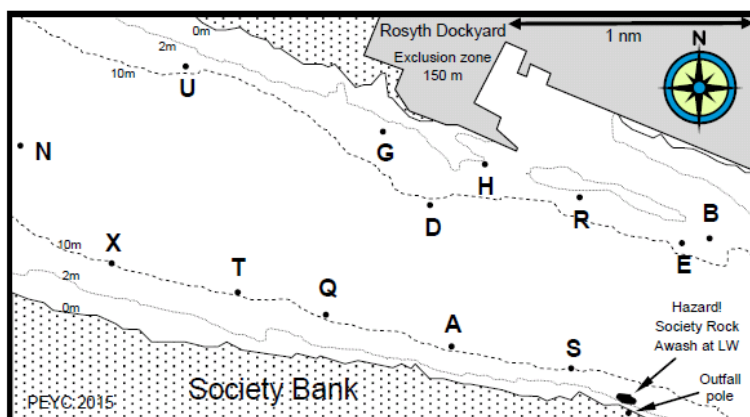 0m
Rosyth Dockyard
1 nm
2m
Exclusion zone
150 m
N
10m
U
N
G
H
B
D
R
10m
X
E
2m
T
0m
Q
Hazard!
Society Rock
Awash at LW
A
S
Outfall
pole
Society Bank
PEYC 2015